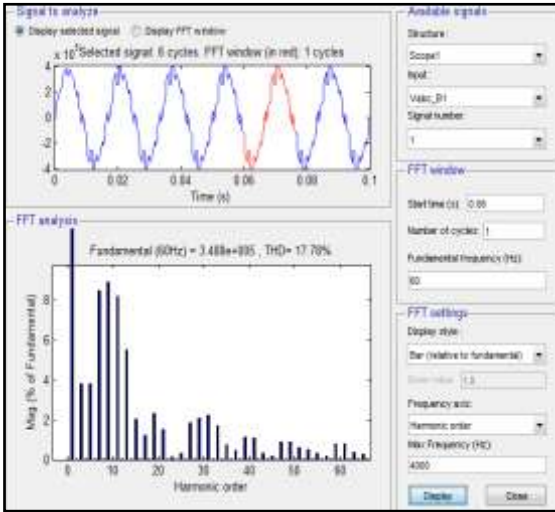 Signal to analyze
Display selected signal Display FFT window
x 10⁵ Selected signal: 6 cycles. FFT window (in red): 1 cycles
4
2
0
-2
-4
0 0.02 0.04 0.06 0.08 0.1
Time (s)
FFT analysis
Fundamental (60Hz) = 3.488e+005 , THD= 17.78%
8
6
4
2
0
Mag (% of Fundamental)
0 10 20 30 40 50 60
Harmonic order
Available signals
Structure :
Scope1
Input :
Vabc_B1
Signal number:
1
FFT window
Start time (s):
Number of cycles: 1
Fundamental frequency (Hz):
60
FFT settings
Display style :
Bar (relative to fundamental)
Base value: 1.0
Frequency axis:
Harmonic order
Max Frequency (Hz):
4000
Display Close